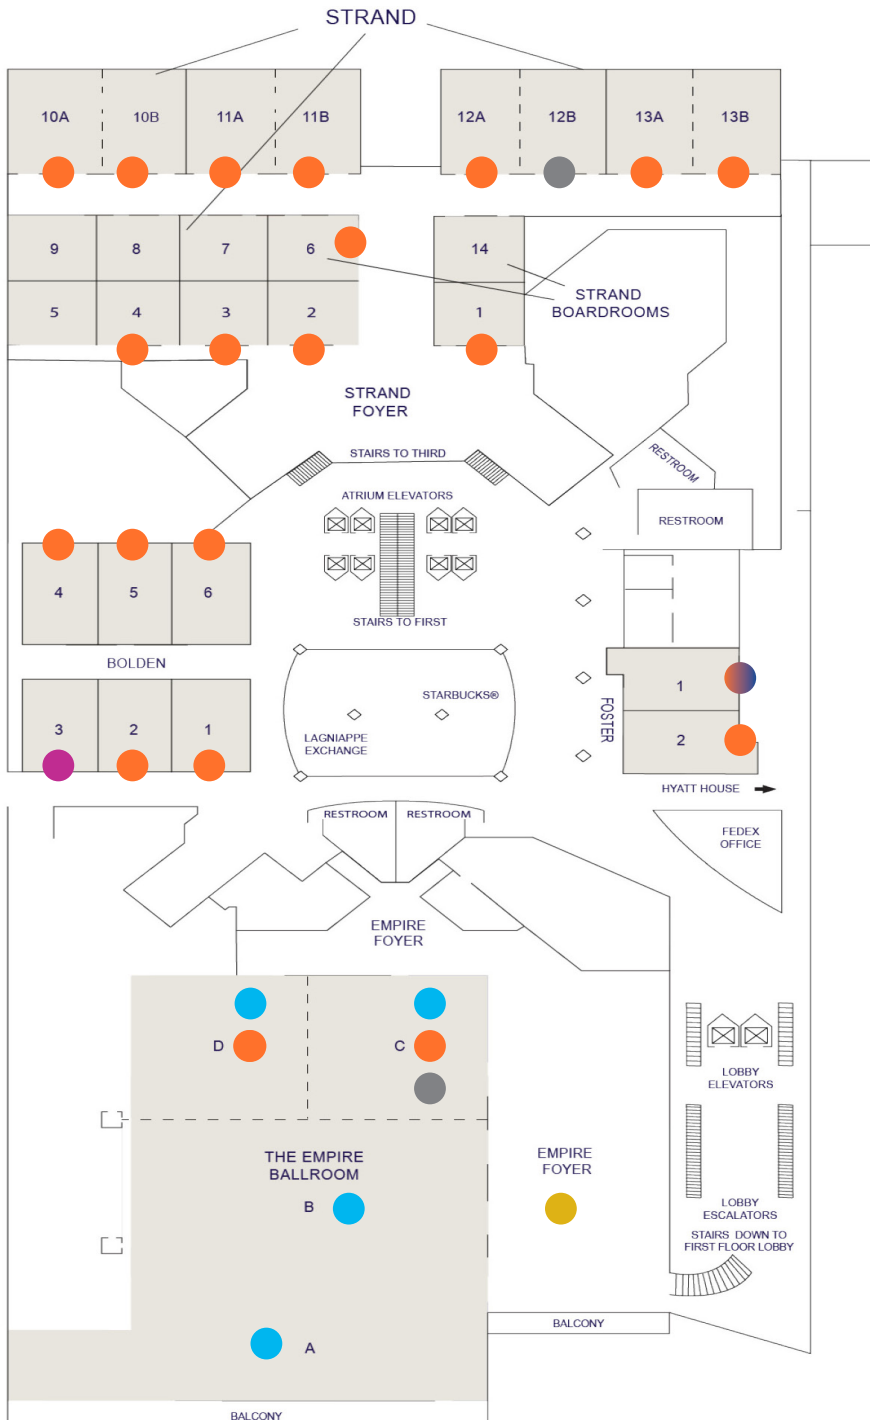 STRAND
10A
10B
11A
11B
12A
12B
13A
13B
9
8
7
6
14
5
4
3
2
1
STRAND
BOARDROOMS
STRAND
FOYER
STAIRS TO THIRD
RESTROOM
ATRIUM ELEVATORS
RESTROOM
4
5
6
STAIRS TO FIRST
BOLDEN
3
2
1
STARBUCKS®
LAGNIAPPE
EXCHANGE
FOSTER
1
2
HYATT HOUSE
RESTROOM
RESTROOM
FEDEX
OFFICE
EMPIRE
FOYER
D
C
LOBBY
ELEVATORS
THE EMPIRE
BALLROOM
B
EMPIRE
FOYER
LOBBY
ESCALATORS
STAIRS DOWN TO
FIRST FLOOR LOBBY
A
BALCONY
BALCONY